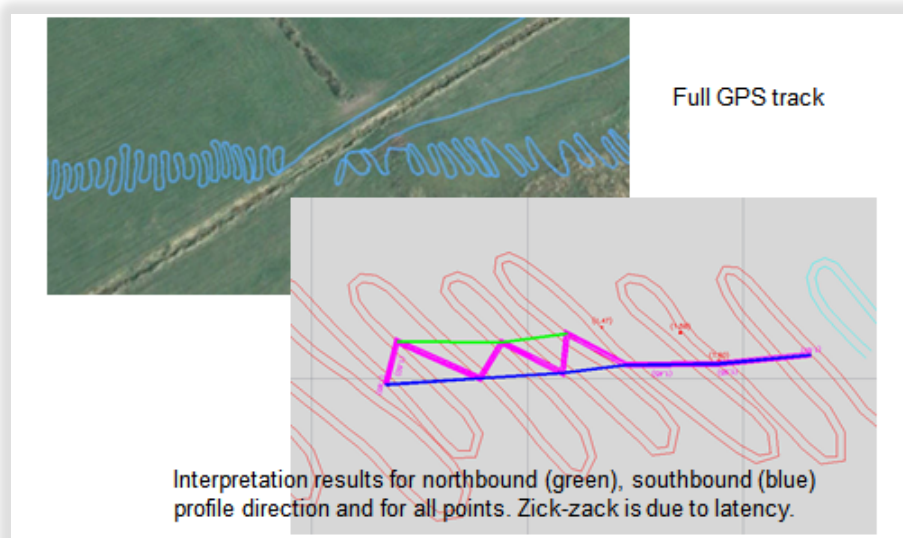 Full GPS track
Interpretation results for northbound (green), southbound (blue)
profile direction and for all points. Zick-zack is due to latency.